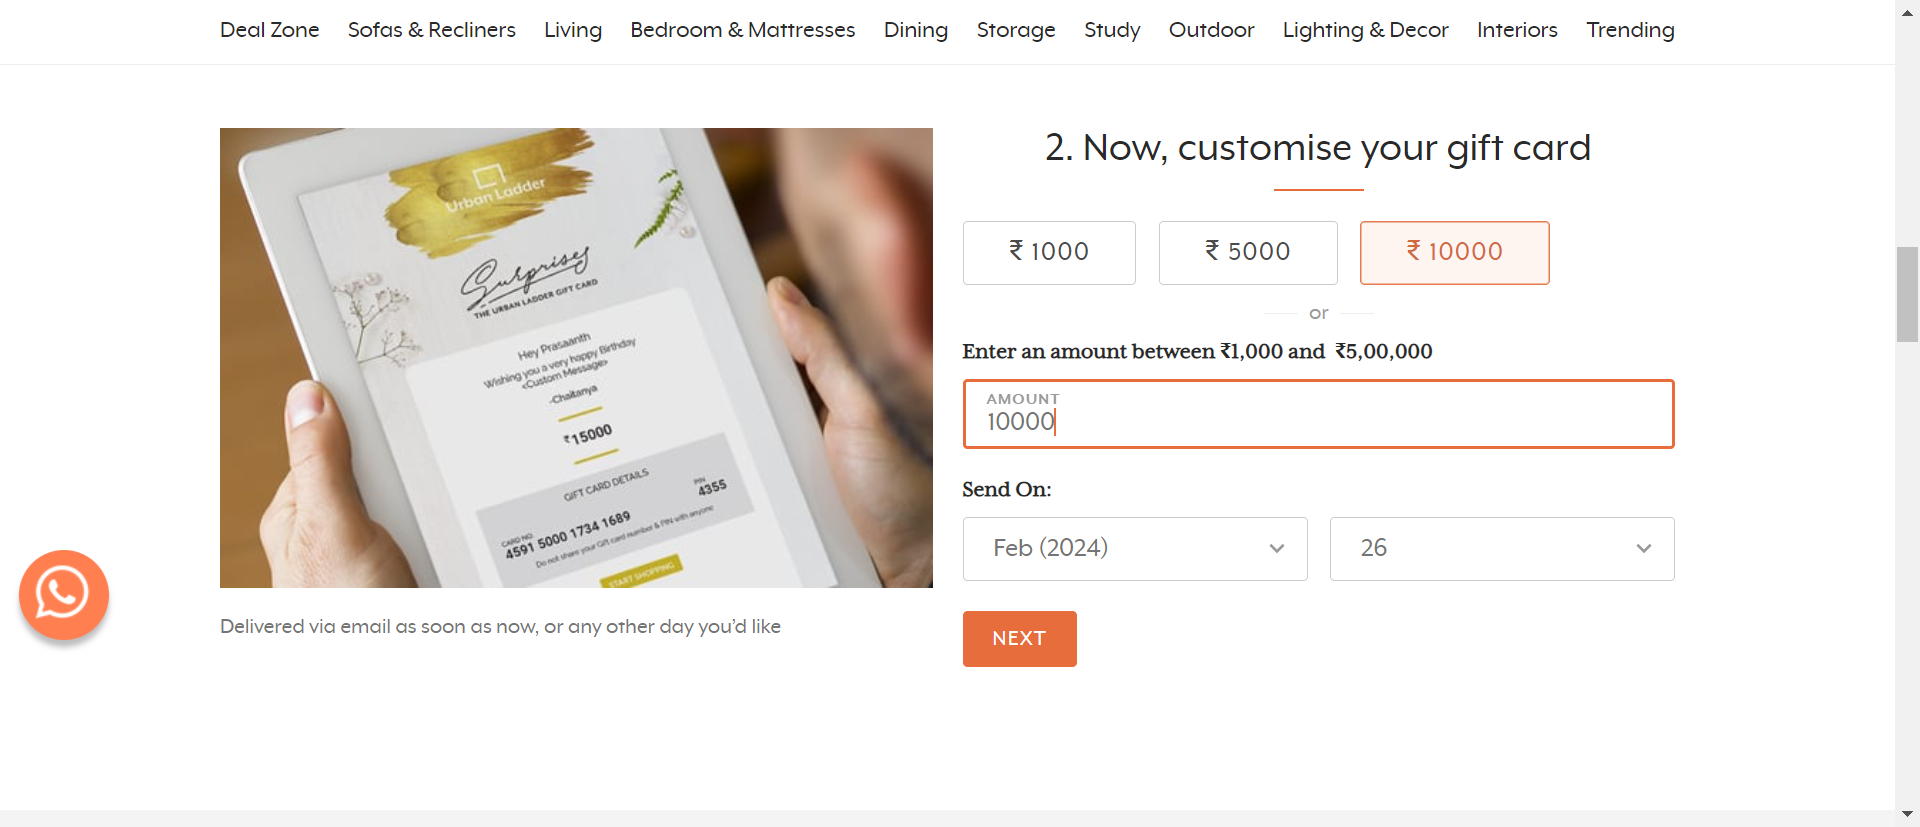 Deal Zone Sofas & Recliners Living Bedroom & Mattresses Dining Storage Study Outdoor Lighting & Decor Interiors Trending
Urban Ladder
Surprises
THE URBAN LADDER GIFT CARD
Hey Prasaanth
Wishing you a very happy Birthday
<Custom Message>
-Chaitanya
₹15000
GIFT CARD DETAILS
CARD NO.
4591 5000 1734 1689
PIN
4355
Do not share your Gift card number & PIN with anyone
START SHOPPING
Delivered via email as soon as now, or any other day you’d like
2. Now, customise your gift card
₹ 1000 ₹ 5000 ₹ 10000
or
Enter an amount between ₹1,000 and ₹5,00,000
AMOUNT
10000
Send On:
Feb (2024) 26
NEXT